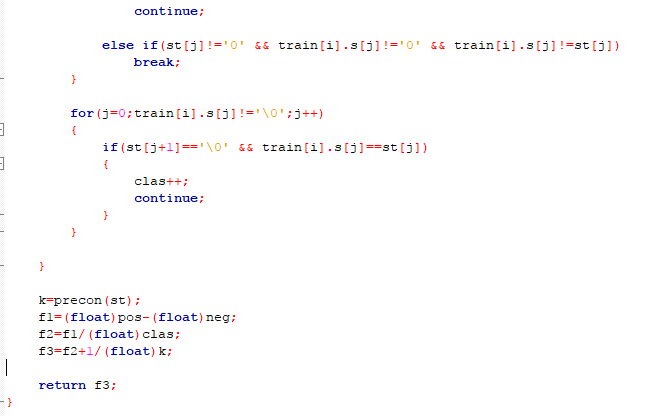 continue;
else if(st[j]!='0' && train[i].s[j]!='0' && train[i].s[j]!=st[j])
break;
}
for(j=0;train[i].s[j]!='\0';j++)
{
if(st[j+1]=='\0' && train[i].s[j]==st[j])
{
clas++;
continue;
}
}
}
k=precon(st);
f1=(float)pos-(float)neg;
f2=f1/(float)clas;
f3=f2+1/(float)k;
return f3;
}